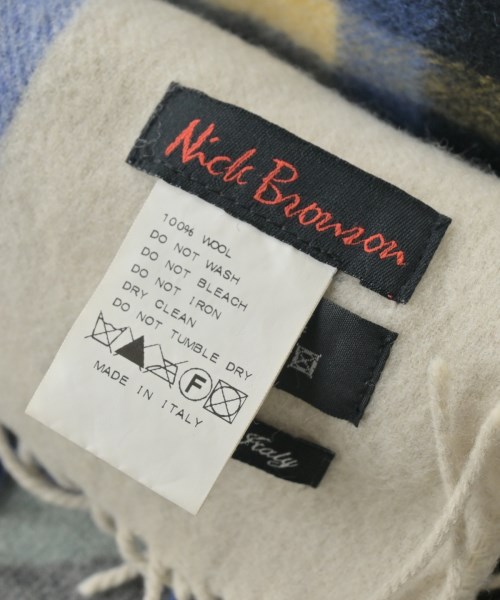 Nick Bronson
100% WOOL
DO NOT WASH
DO NOT BLEACH
DO NOT IRON
DRY CLEAN
DO NOT TUMBLE DRY
F
MADE IN ITALY
Italy